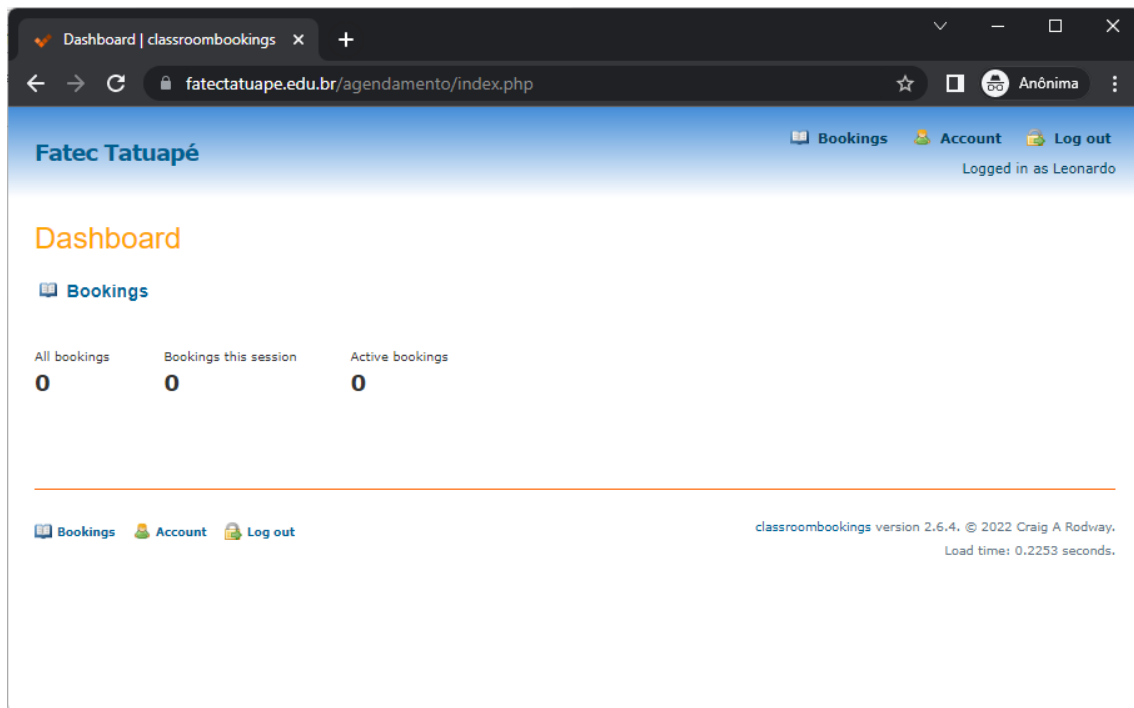 Dashboard | classroombookings
fatectatuape.edu.br/agendamento/index.php
Anônima
Fatec Tatuapé
Bookings Account Log out
Logged in as Leonardo
Dashboard
Bookings
All bookings Bookings this session Active bookings
0 0 0
Bookings Account Log out
classroombookings version 2.6.4. © 2022 Craig A Rodway.
Load time: 0.2253 seconds.